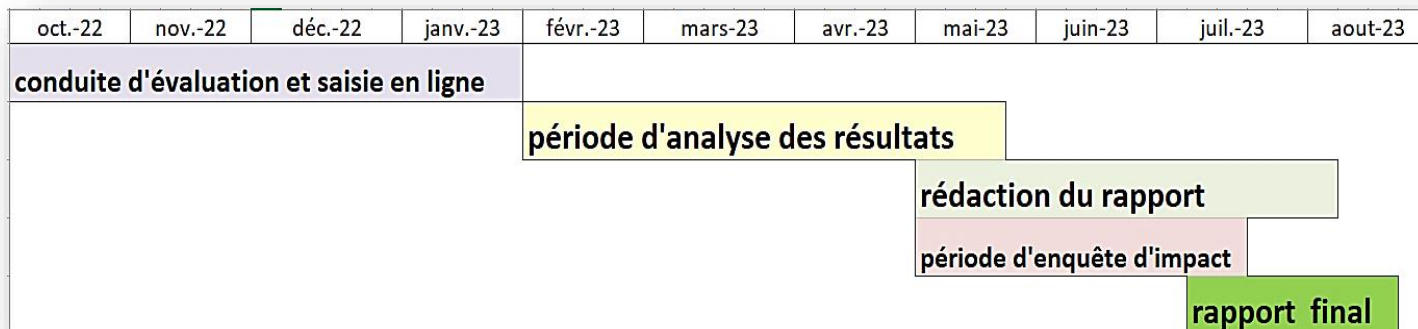 oct.-22 nov.-22 déc.-22 janv.-23 févr.-23 mars-23 avr.-23 mai-23 juin-23 juil.-23 aout-23
conduite d'évaluation et saisie en ligne
période d'analyse des résultats
rédaction du rapport
période d'enquête d'impact
rapport final